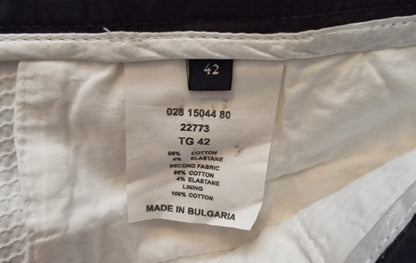 42
028 15044 80
22773
TG 42
96% COTTON
4% ELASTANE
SECOND FABRIC
96% COTTON
4% ELASTANE
LINING
100% COTTON
MADE IN BULGARIA